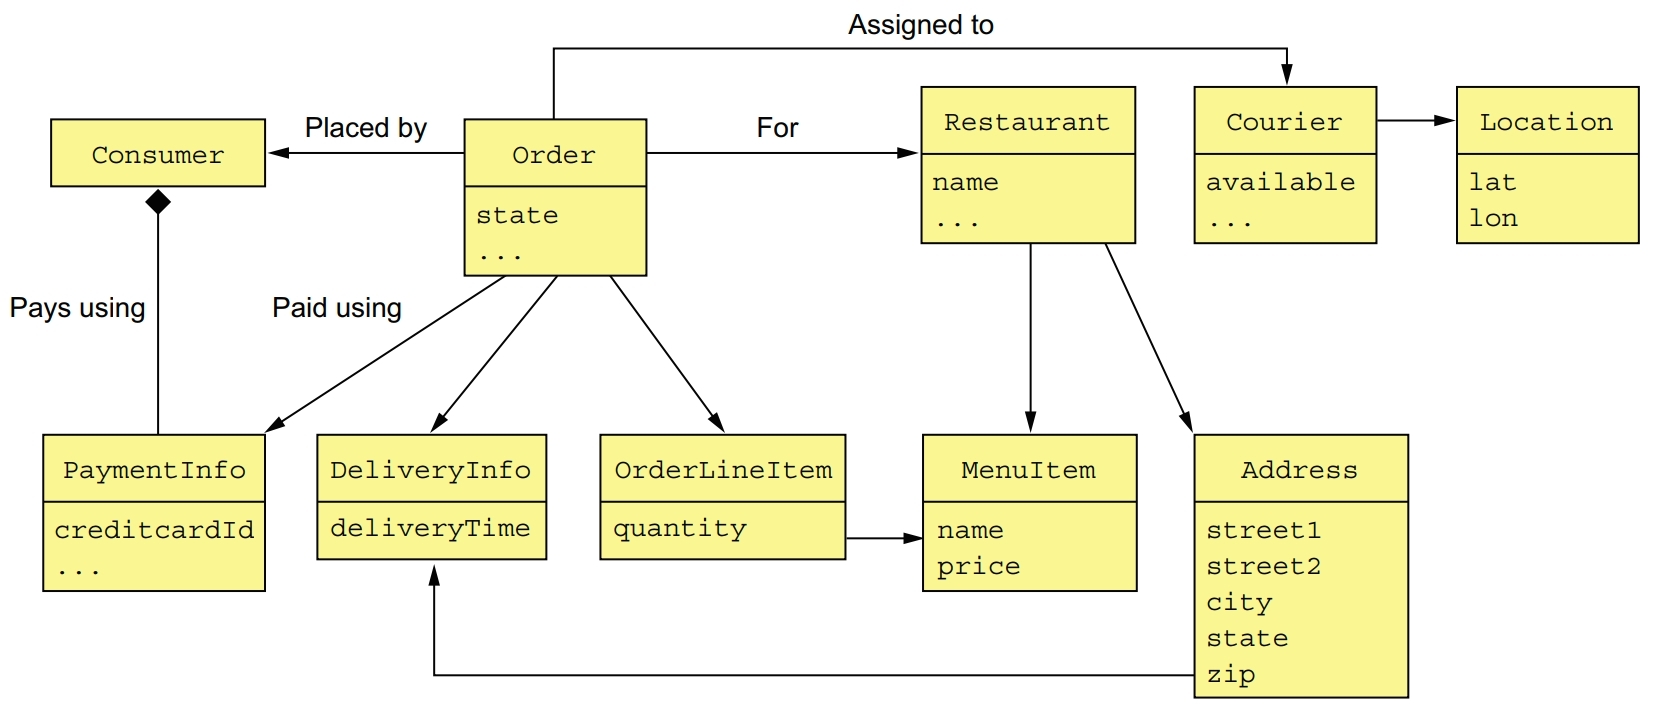 Assigned to
Consumer
Placed by
Order
state
...
For
Restaurant
name
...
Courier
available
...
Location
lat
lon
Pays using
Paid using
PaymentInfo
creditcardId
...
DeliveryInfo
deliveryTime
OrderLineItem
quantity
MenuItem
name
price
Address
street1
street2
city
state
zip